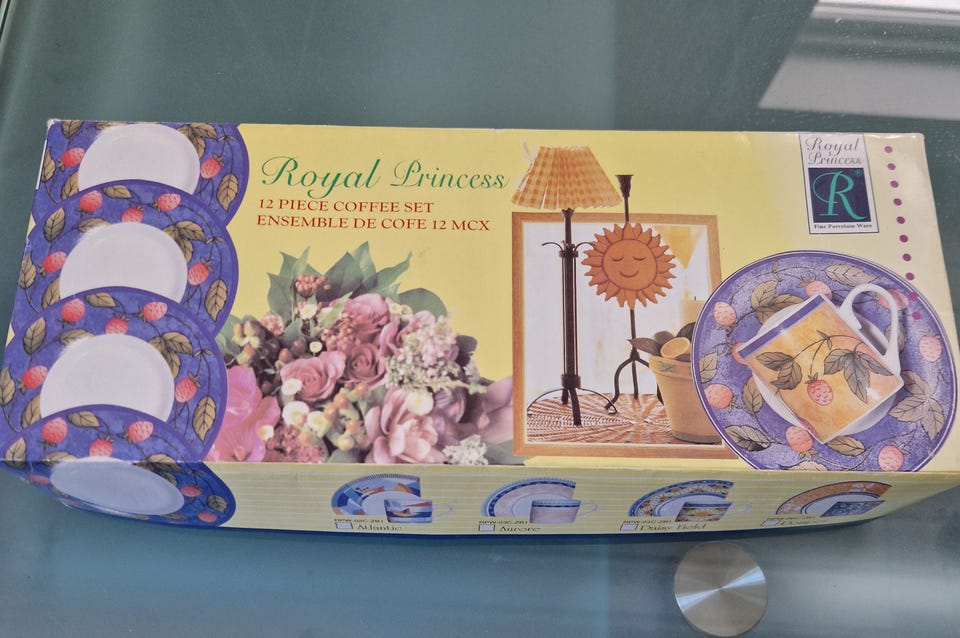 Royal Princess
12 PIECE COFFEE SET
ENSEMBLE DE COFE 12 MCX
Royal
Princess
R
Fine Porcelain Ware
Atlantic
Aurore
Daisy Field